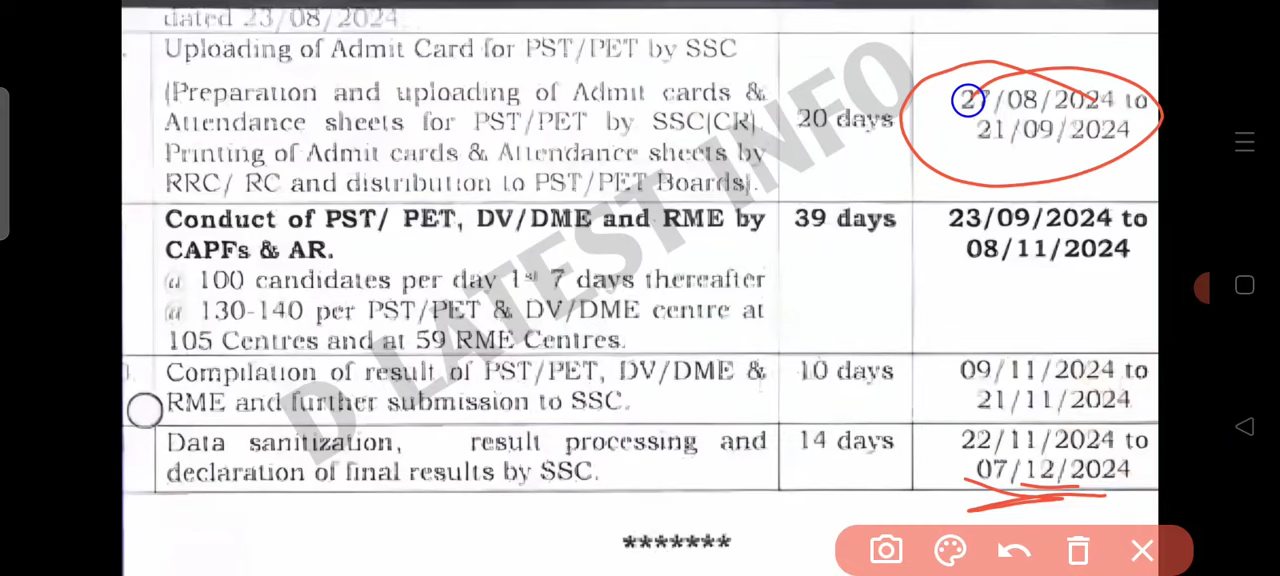 dated 23/08/2024.
Uploading of Admit Card for PST/PET by SSC
(Preparation and uploading of Admit cards &
Attendance sheets for PST/PET by SSC(CR).
Printing of Admit cards & Attendance sheets by
RRC/ RC and distribution to PST/PET Boards).
20 days
27/08/2024 to
21/09/2024
Conduct of PST/ PET, DV/DME and RME by
CAPFs & AR.
@ 100 candidates per day 1st 7 days thereafter
@ 130-140 per PST/PET & DV/DME centre at
105 Centres and at 59 RME Centres.
39 days
23/09/2024 to
08/11/2024
Compilation of result of PST/PET, DV/DME &
RME and further submission to SSC.
10 days
09/11/2024 to
21/11/2024
Data sanitization, result processing and
declaration of final results by SSC.
14 days
22/11/2024 to
07/12/2024
*******
D LATEST INFO